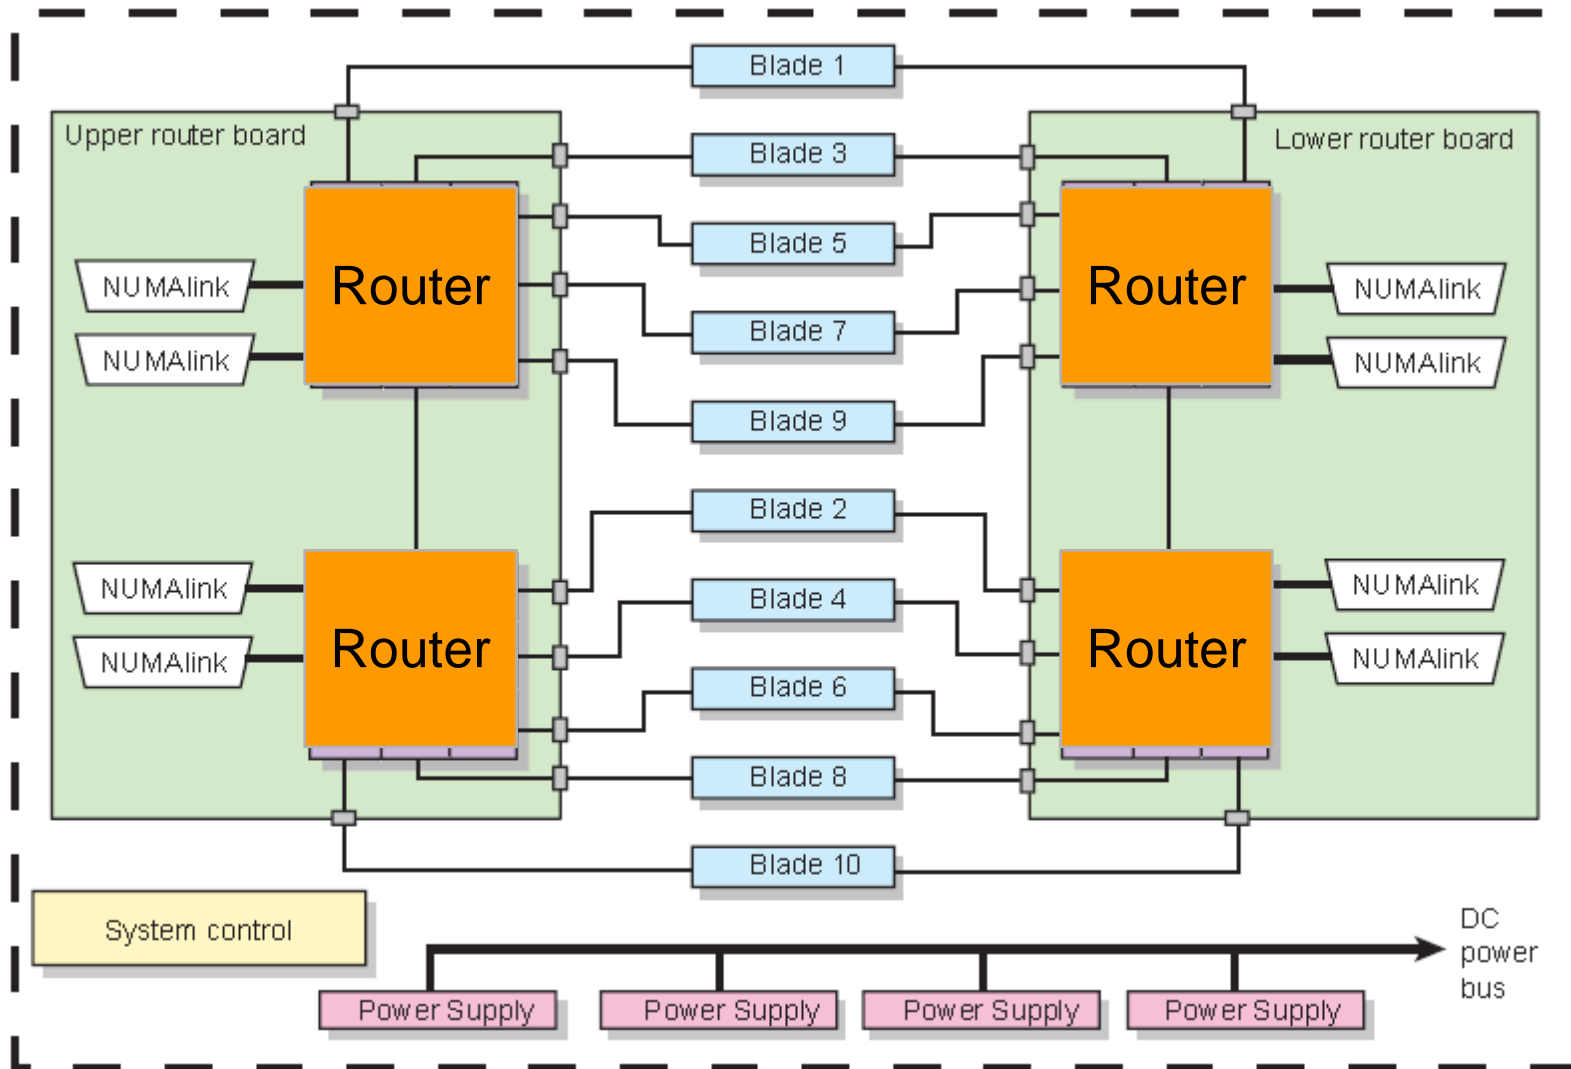 Blade 1
Upper router board
Lower router board
Blade 3
Blade 5
Router
Router
NUMAlink
NUMAlink
Blade 7
NUMAlink
NUMAlink
Blade 9
Blade 2
NUMAlink
NUMAlink
Blade 4
Router
Router
NUMAlink
NUMAlink
Blade 6
Blade 8
Blade 10
System control
DC
power
bus
Power Supply
Power Supply
Power Supply
Power Supply